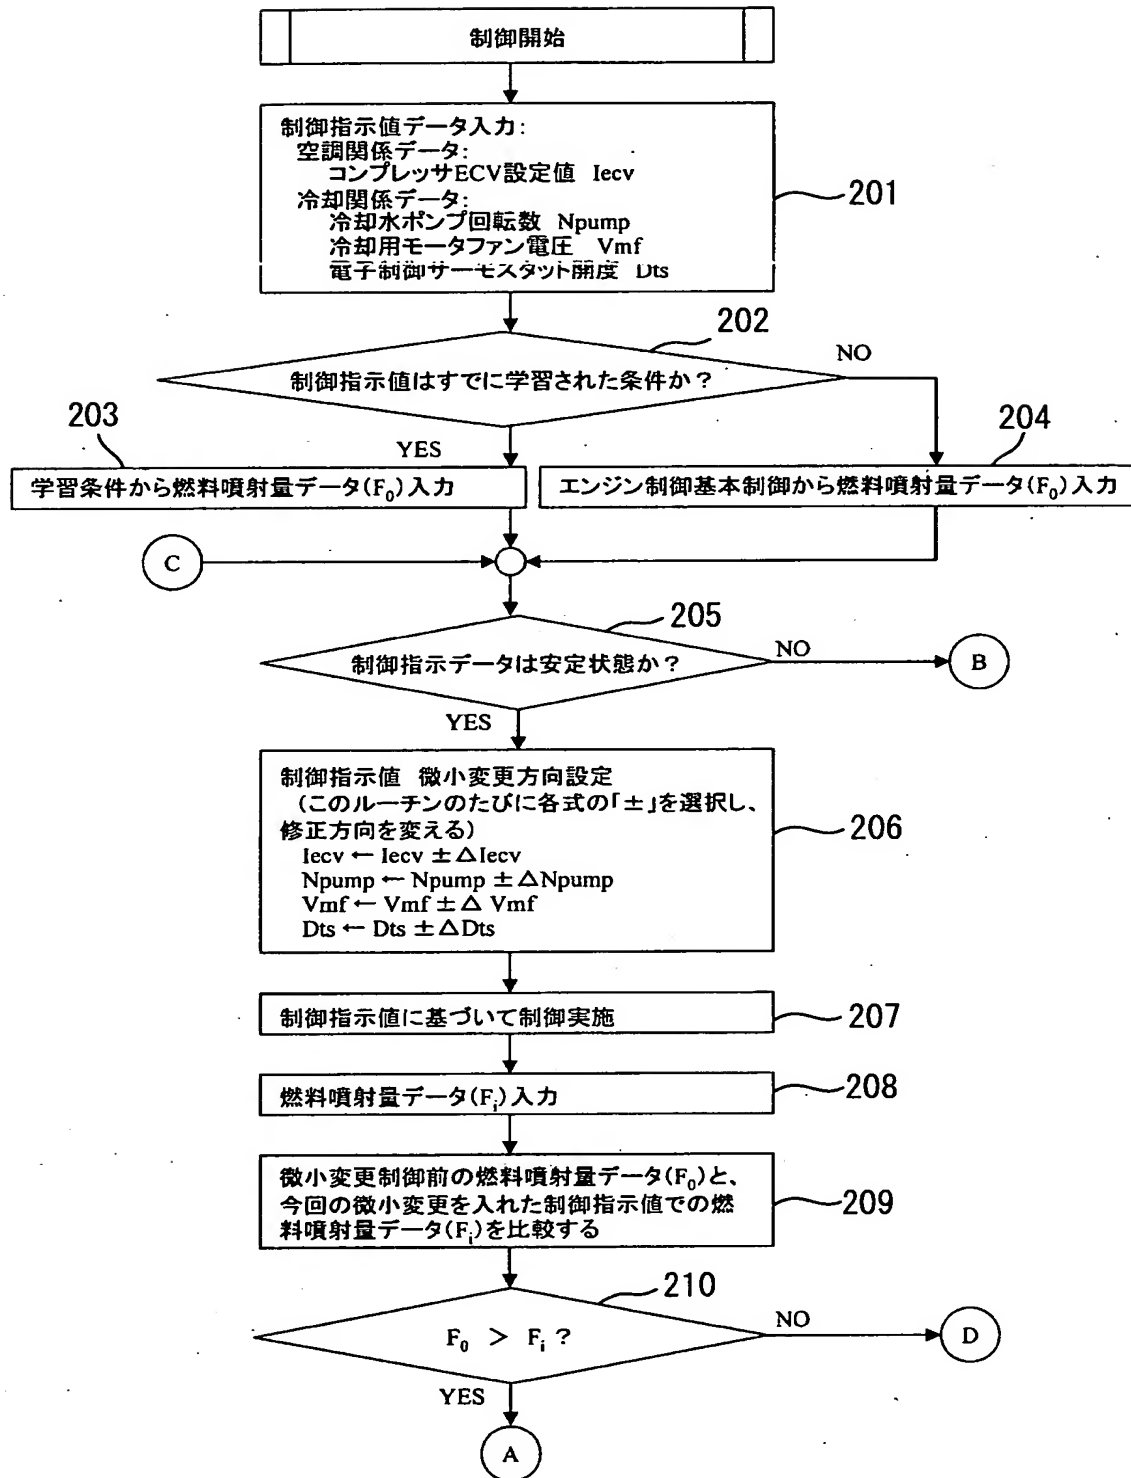 制御開始
制御指示値データ入力:
空調関係データ:
コンプレッサECV設定値 Iecv
冷却関係データ:
冷却水ポンプ回転数 Npump
冷却用モータファン電圧 Vmf
電子制御サーモスタット開度 Dts
201
202
制御指示値はすでに学習された条件か?
NO
203
YES
204
学習条件から燃料噴射量データ(F₀)入力
エンジン制御基本制御から燃料噴射量データ(F₀)入力
C
205
制御指示データは安定状態か?
NO
B
YES
制御指示値 微小変更方向設定
(このルーチンのたびに各式の「±」を選択し、
修正方向を変える)
Iecv ← Iecv ± △Iecv
Npump ← Npump ± △Npump
Vmf ← Vmf ± △ Vmf
Dts ← Dts ± △Dts
206
制御指示値に基づいて制御実施
207
燃料噴射量データ(Fᵢ)入力
208
微小変更制御前の燃料噴射量データ(F₀)と、
今回の微小変更を入れた制御指示値での燃
料噴射量データ(Fᵢ)を比較する
209
210
F₀ > Fᵢ ?
NO
D
YES
A